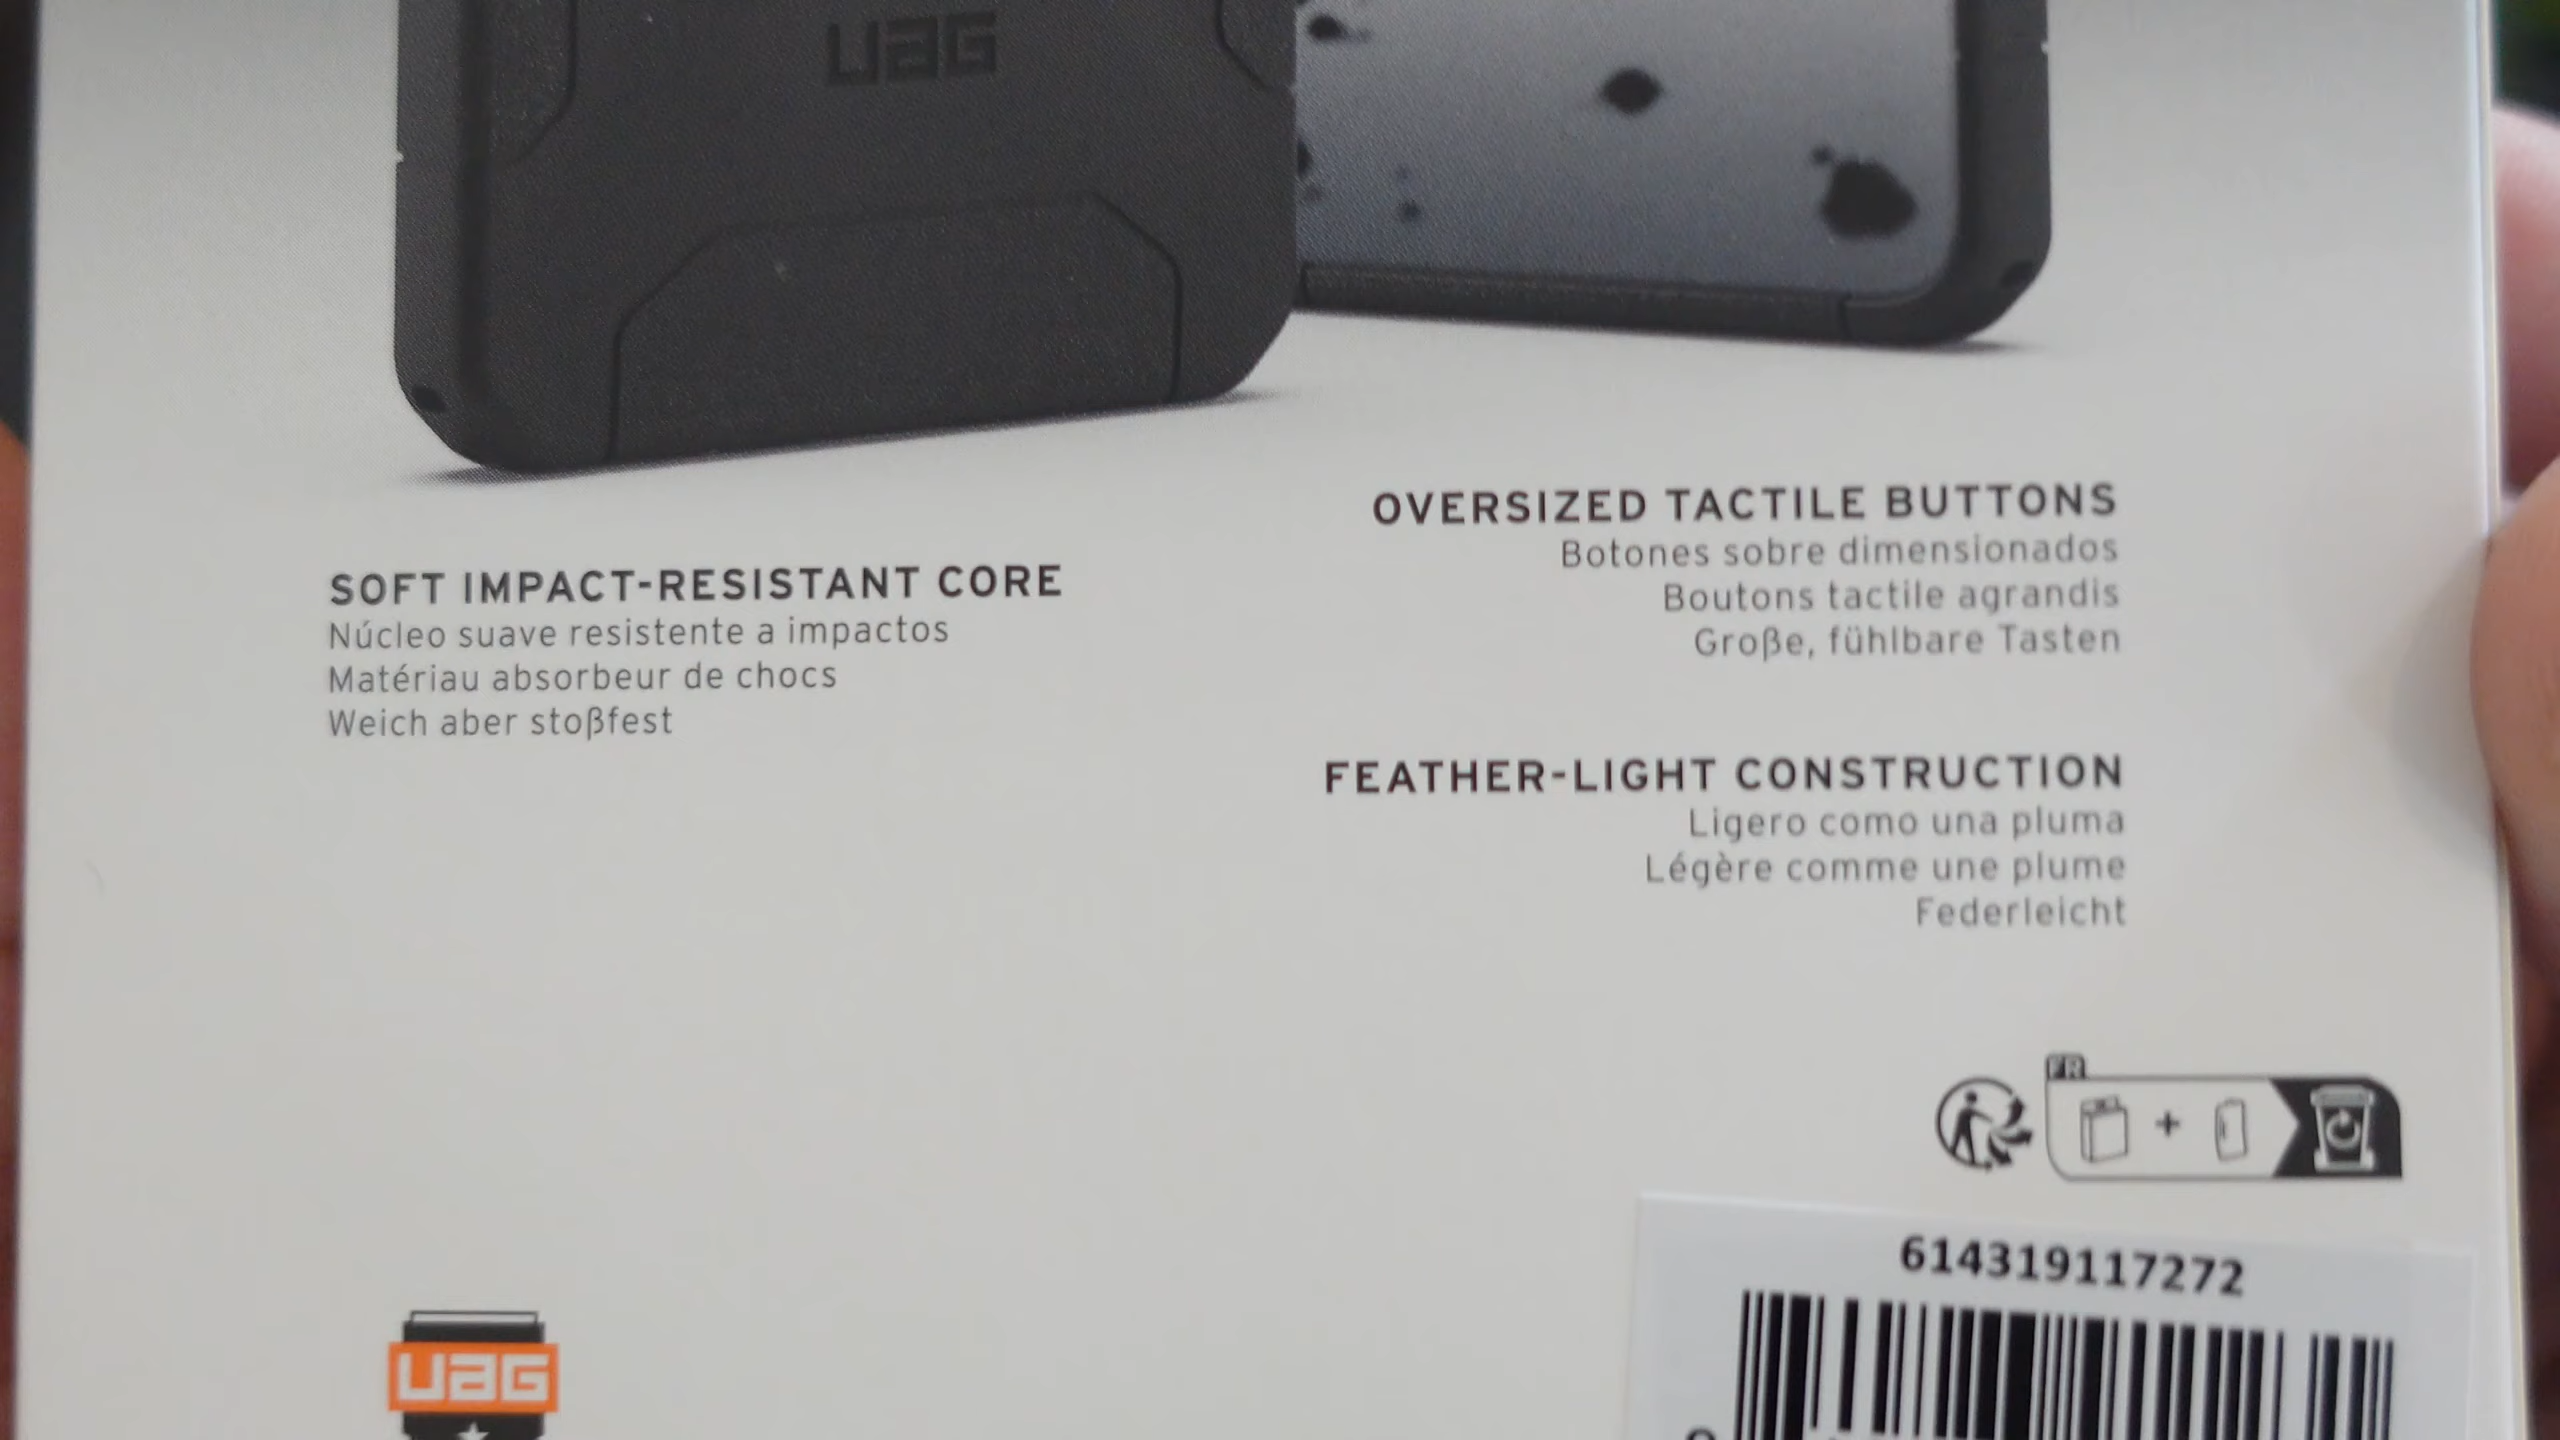 UAG
SOFT IMPACT-RESISTANT CORE
Núcleo suave resistente a impactos
Matériau absorbeur de chocs
Weich aber stoßfest
OVERSIZED TACTILE BUTTONS
Botones sobre dimensionados
Boutons tactile agrandis
Große, fühlbare Tasten
FEATHER-LIGHT CONSTRUCTION
Ligero como una pluma
Légère comme une plume
Federleicht
FR
+
614319117272
UAG